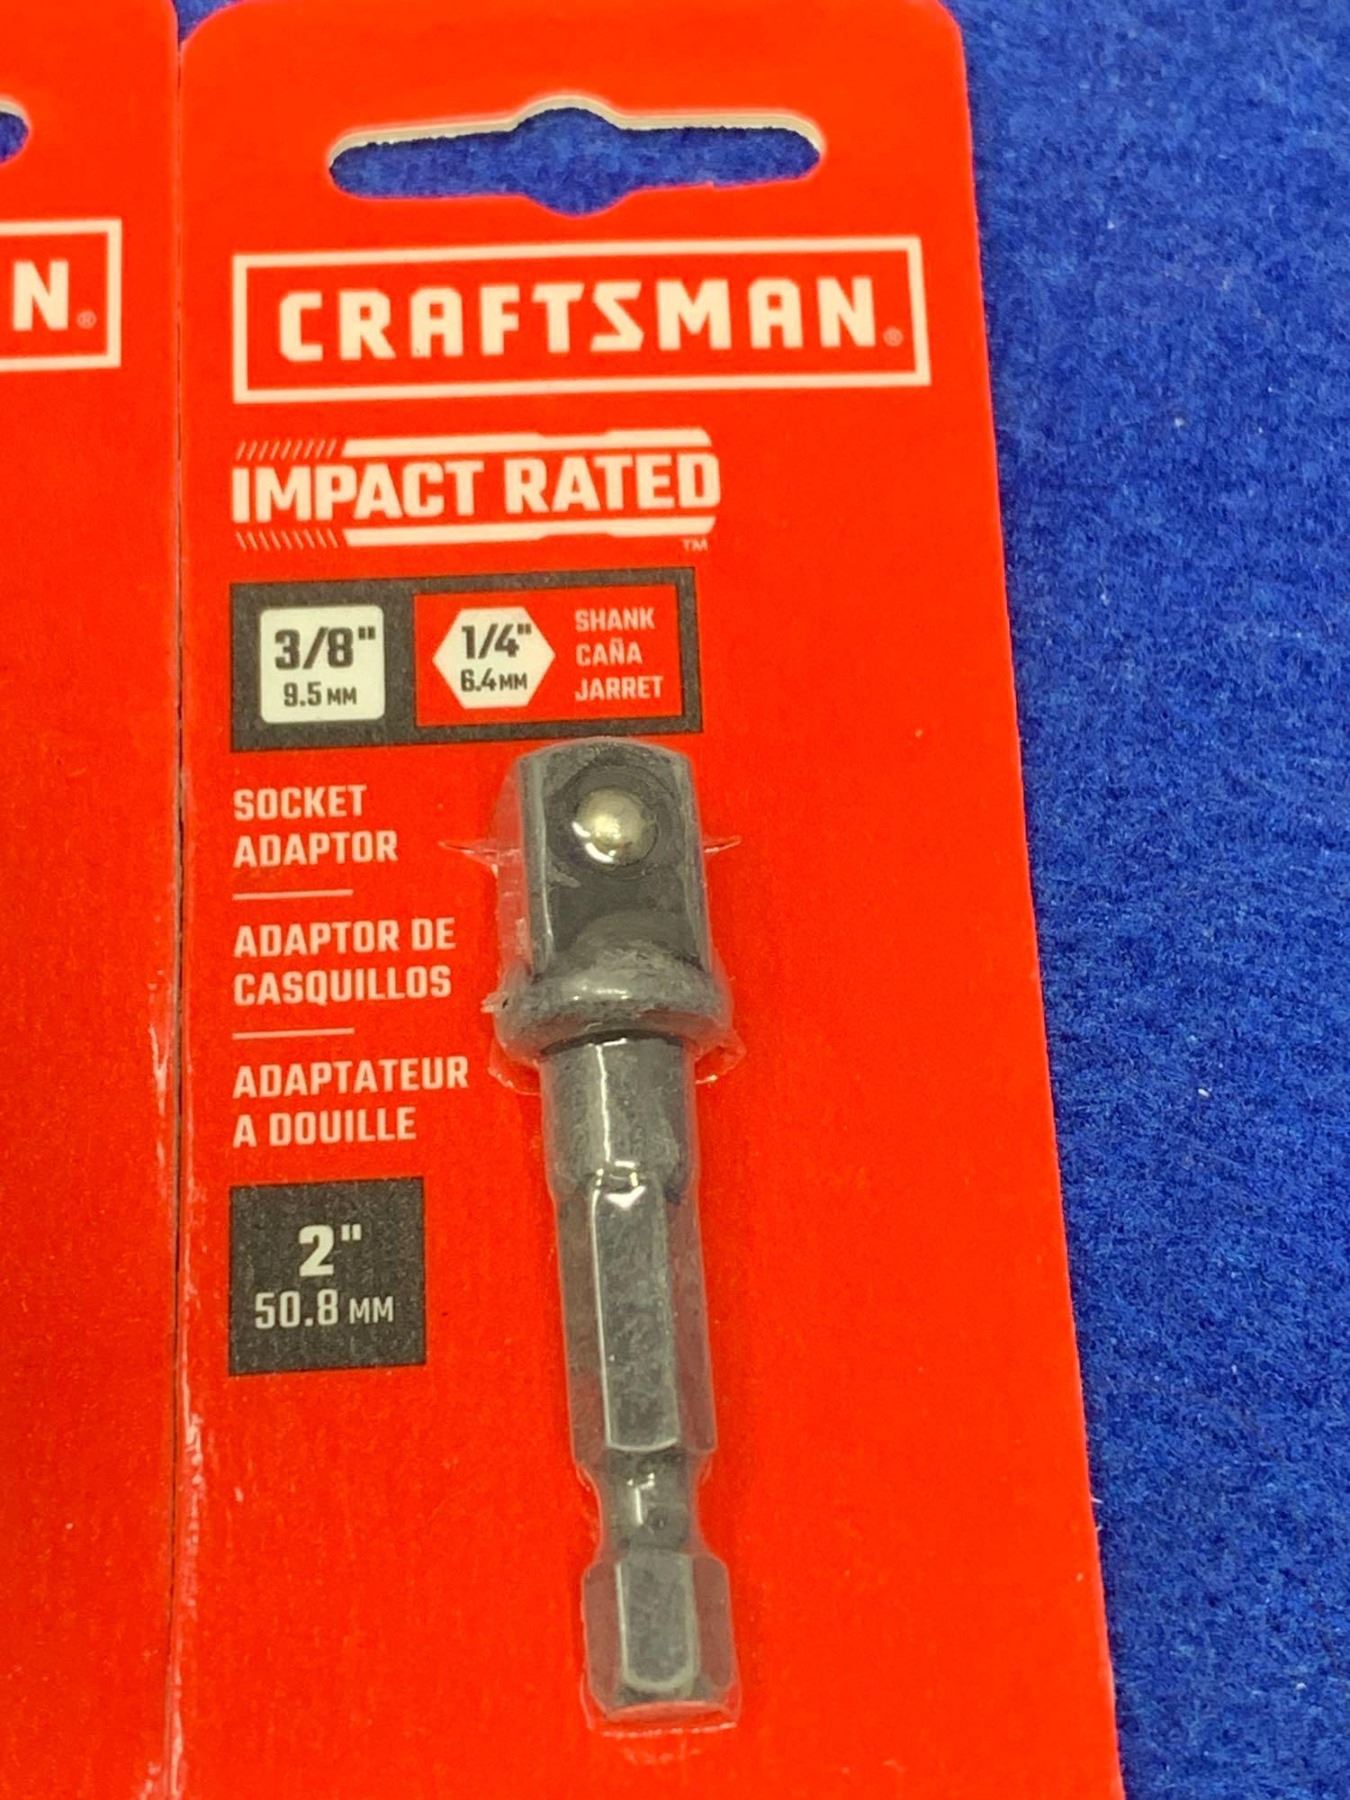 N®
CRAFTSMAN®
IMPACT RATED
™
3/8"
9.5 MM
1/4"
6.4 MM
SHANK
CAÑA
JARRET
SOCKET
ADAPTOR
ADAPTOR DE
CASQUILLOS
ADAPTATEUR
A DOUILLE
2"
50.8 MM